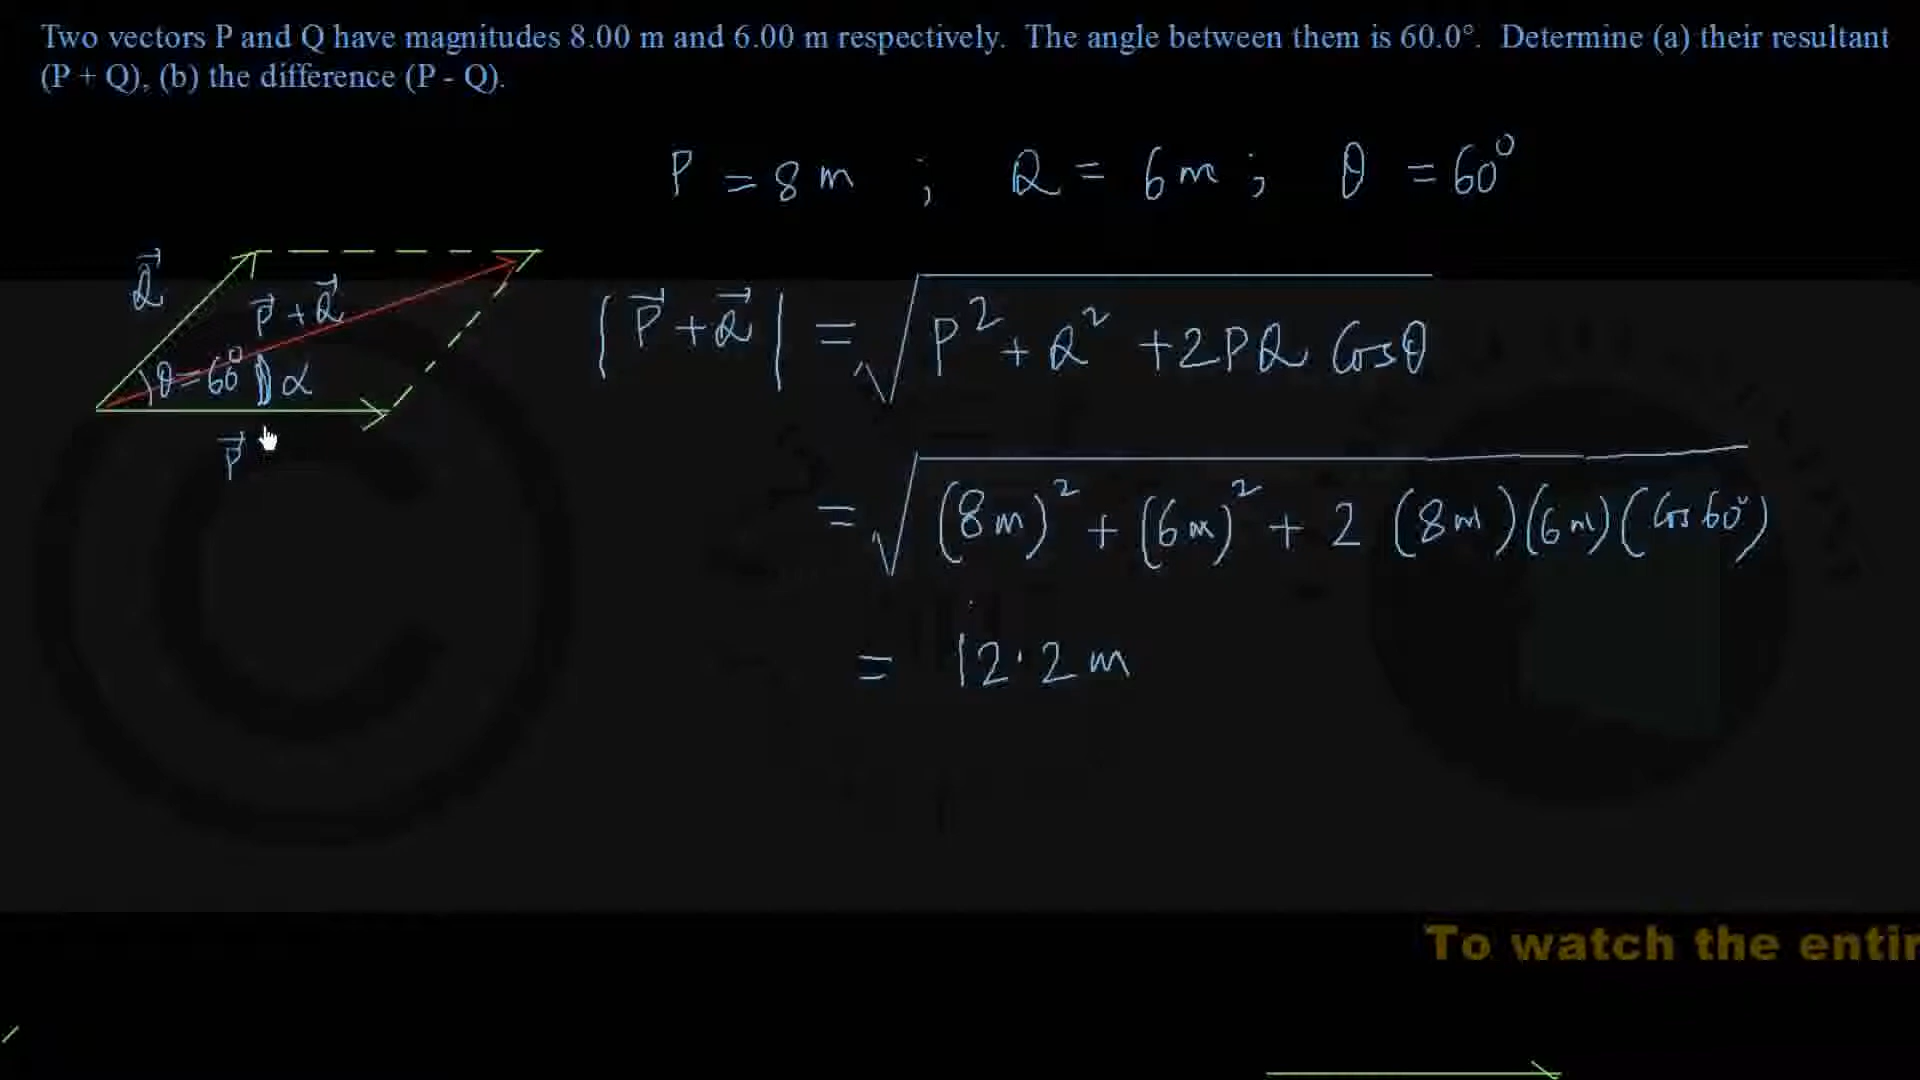 Two vectors P and Q have magnitudes 8.00 m and 6.00 m respectively. The angle between them is 60.0°. Determine (a) their resultant
(P + Q), (b) the difference (P - Q).
P = 8 m ; Q = 6 m ; θ = 60⁰
Q⃗
P⃗ + Q⃗
θ = 60⁰ α
P⃗
|P⃗ + Q⃗| = √(P² + Q² + 2PQ Cosθ)
= √((8m)² + (6m)² + 2 (8m)(6m)(Cos 60°))
= 12.2 m
To watch the entir